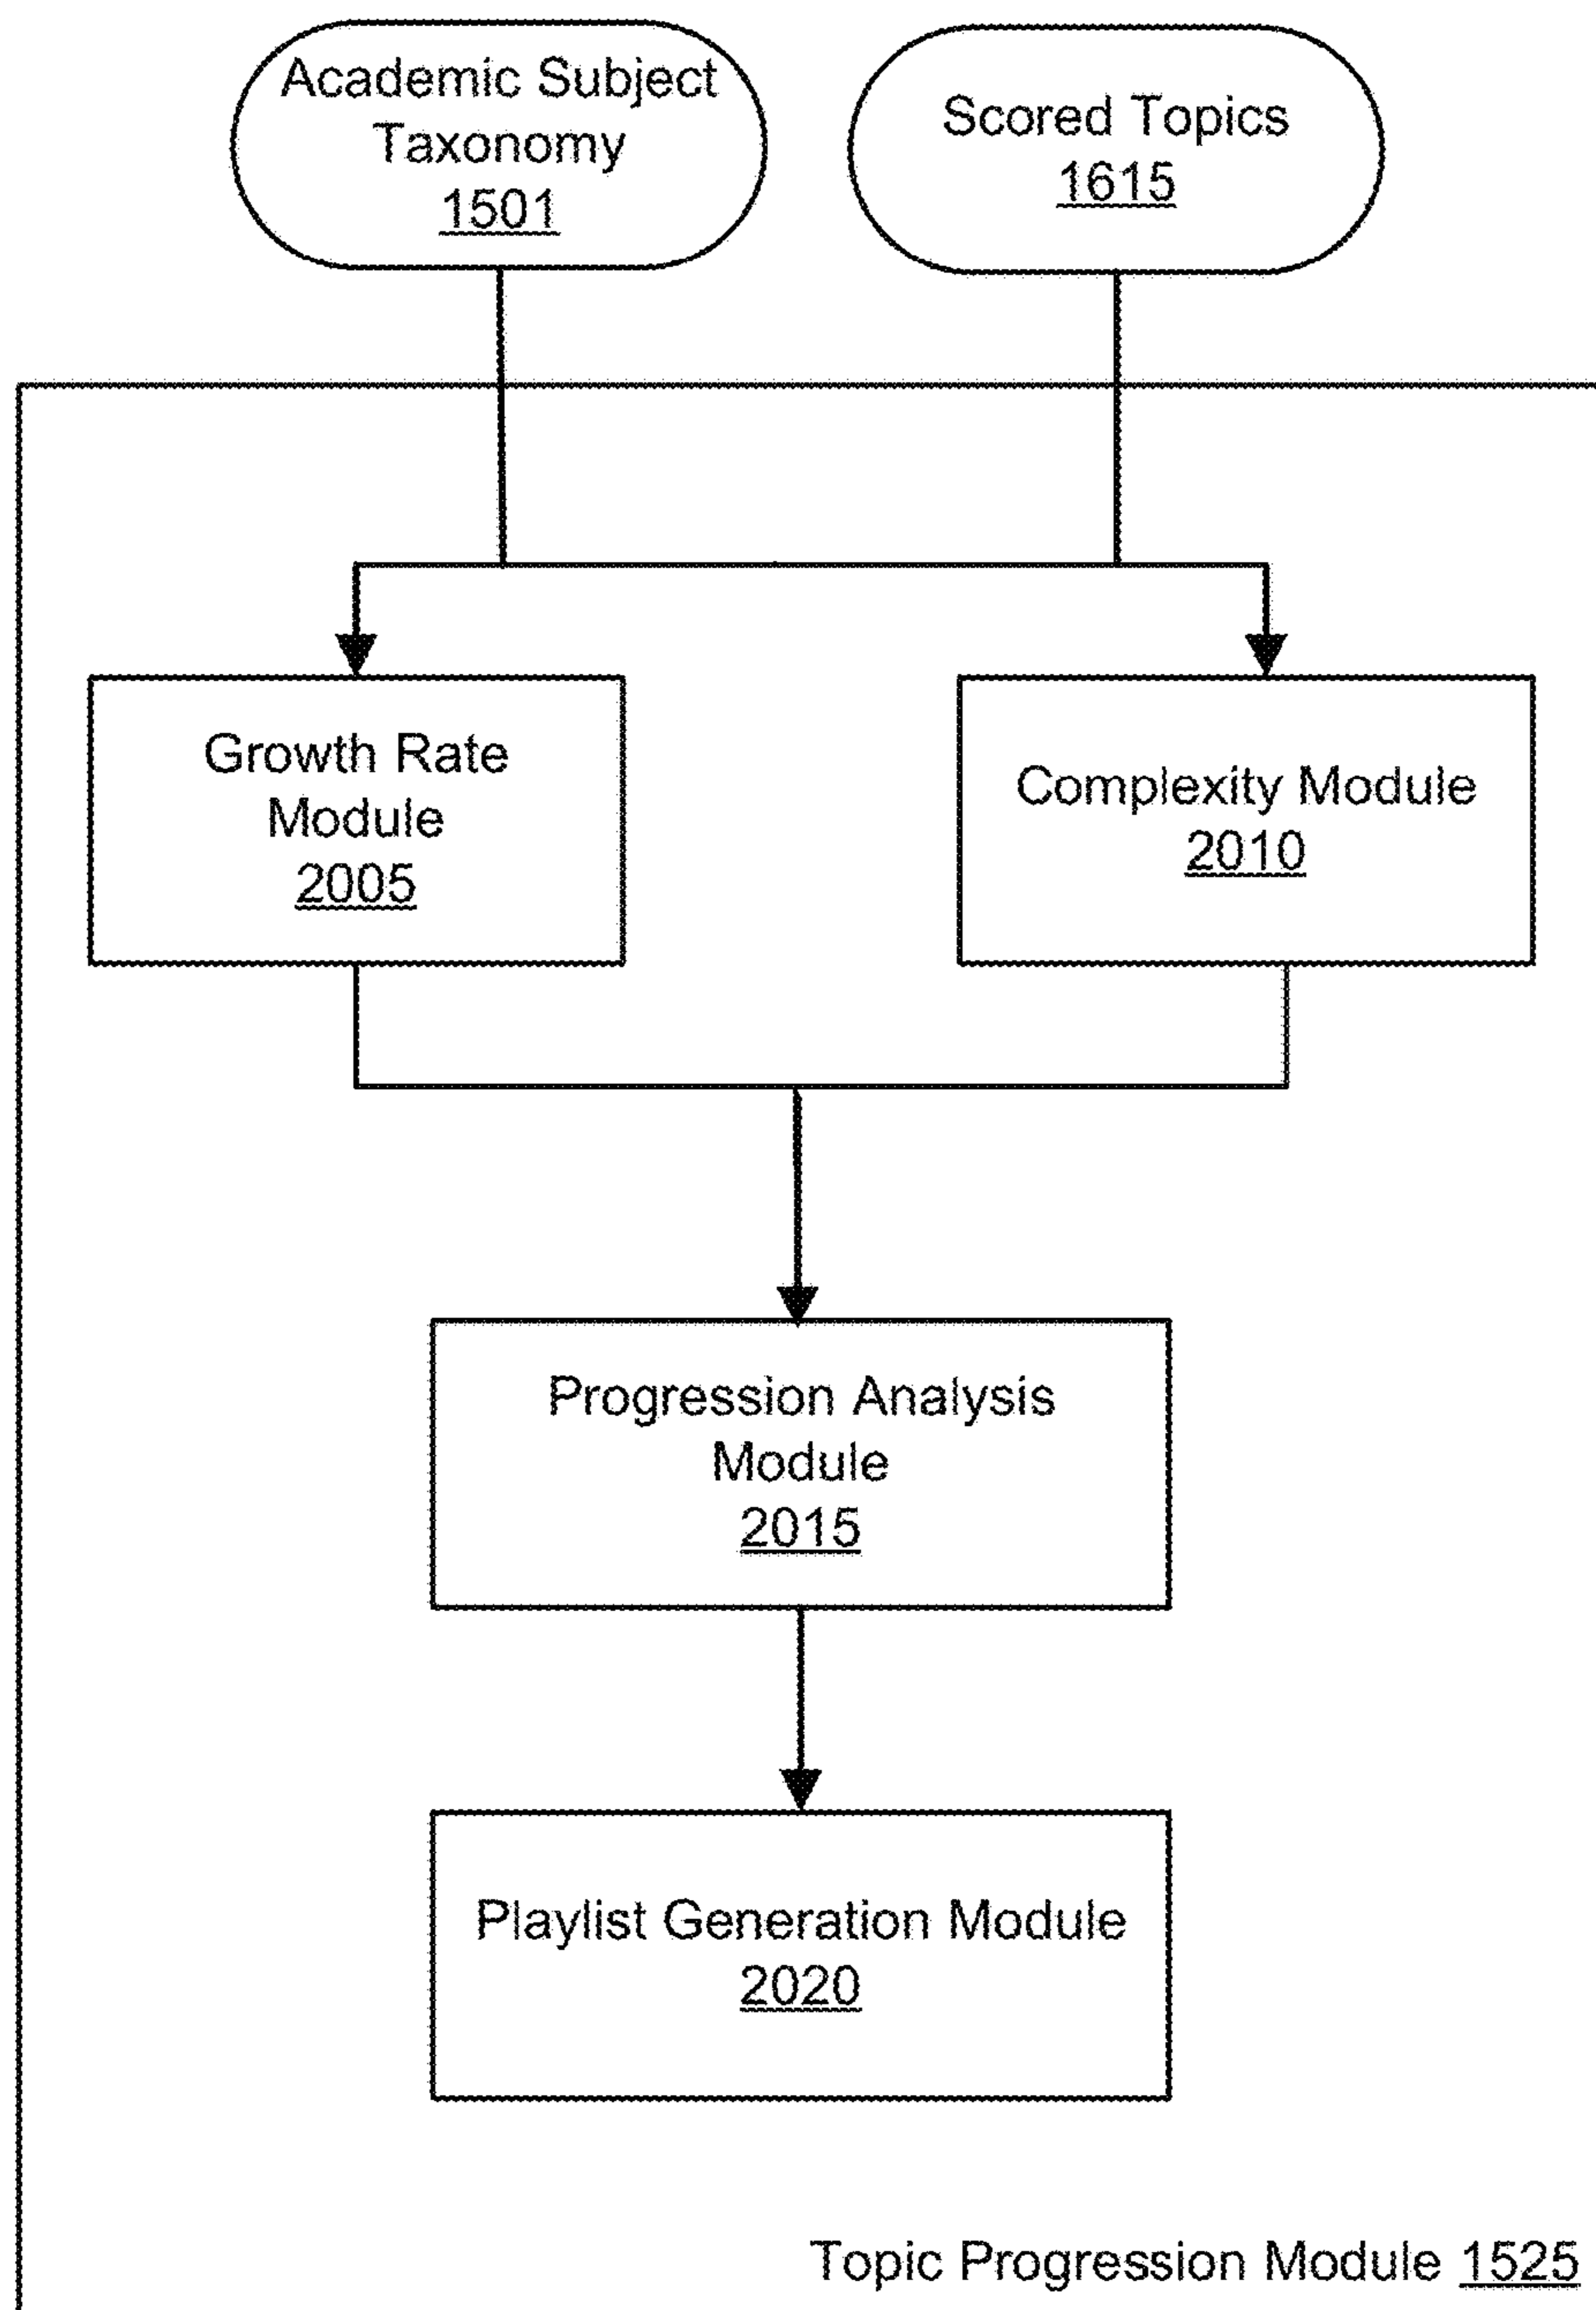 Academic Subject
Taxonomy
1501
Scored Topics
1615
Growth Rate
Module
2005
Complexity Module
2010
Progression Analysis
Module
2015
Playlist Generation Module
2020
Topic Progression Module 1525